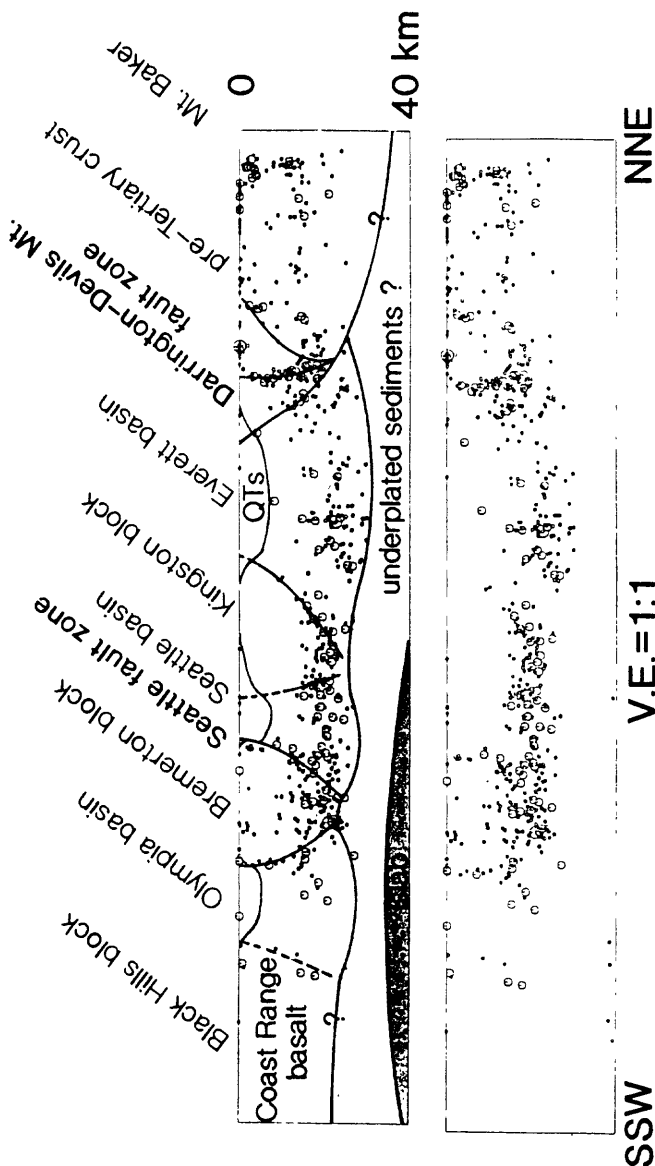 Black Hills block
Olympia basin
Bremerton block
Seattle fault zone
Seattle basin
Kingston block
Everett basin
Darrington-Devils Mt.
fault zone
pre-Tertiary crust
Mt. Baker
0
40 km
Coast Range
basalt
QTs
?
?
underplated sediments ?
SSW
V.E.=1:1
NNE